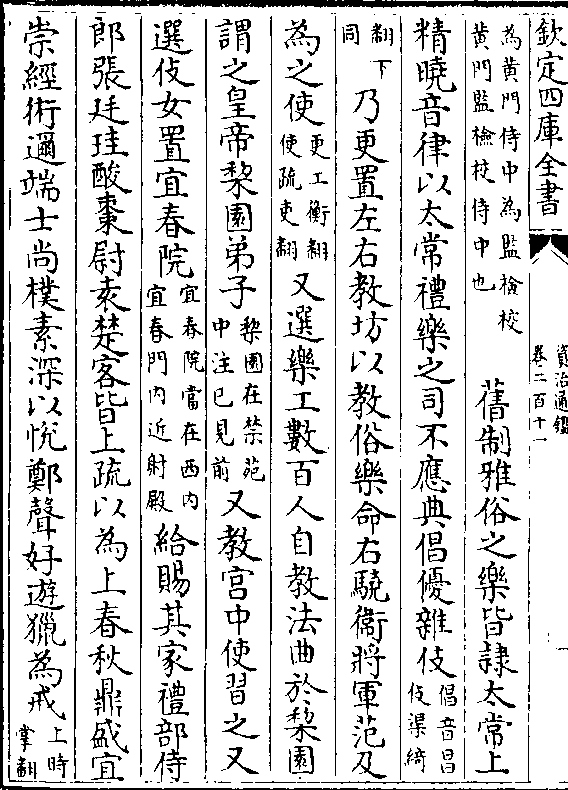 欽定四庫全書
資治通鑑
卷二百十一
為黄門侍中為監檢校
黄門監檢校侍中也
舊制雅俗之樂皆隷太常上
精曉音律以太常禮樂之司不應典倡優雜伎
倡音昌
伎渠綺
翻下
同
乃更置左右教坊以教俗樂命右驍衞將軍范及
為之使
更工衡翻
使疏吏翻
又選樂工數百人自教法曲於棃園
謂之皇帝棃園弟子
棃園在禁苑
中注已見前
又教宫中使習之又
選伎女置宜春院
宜春院當在西内
宜春門内近射殿
給賜其家禮部侍
郎張廷珪酸棗尉袁楚客皆上疏以為上春秋鼎盛宜
崇經術邇端士尚樸素深以悦鄭聲好遊獵為戒
上時
掌翻